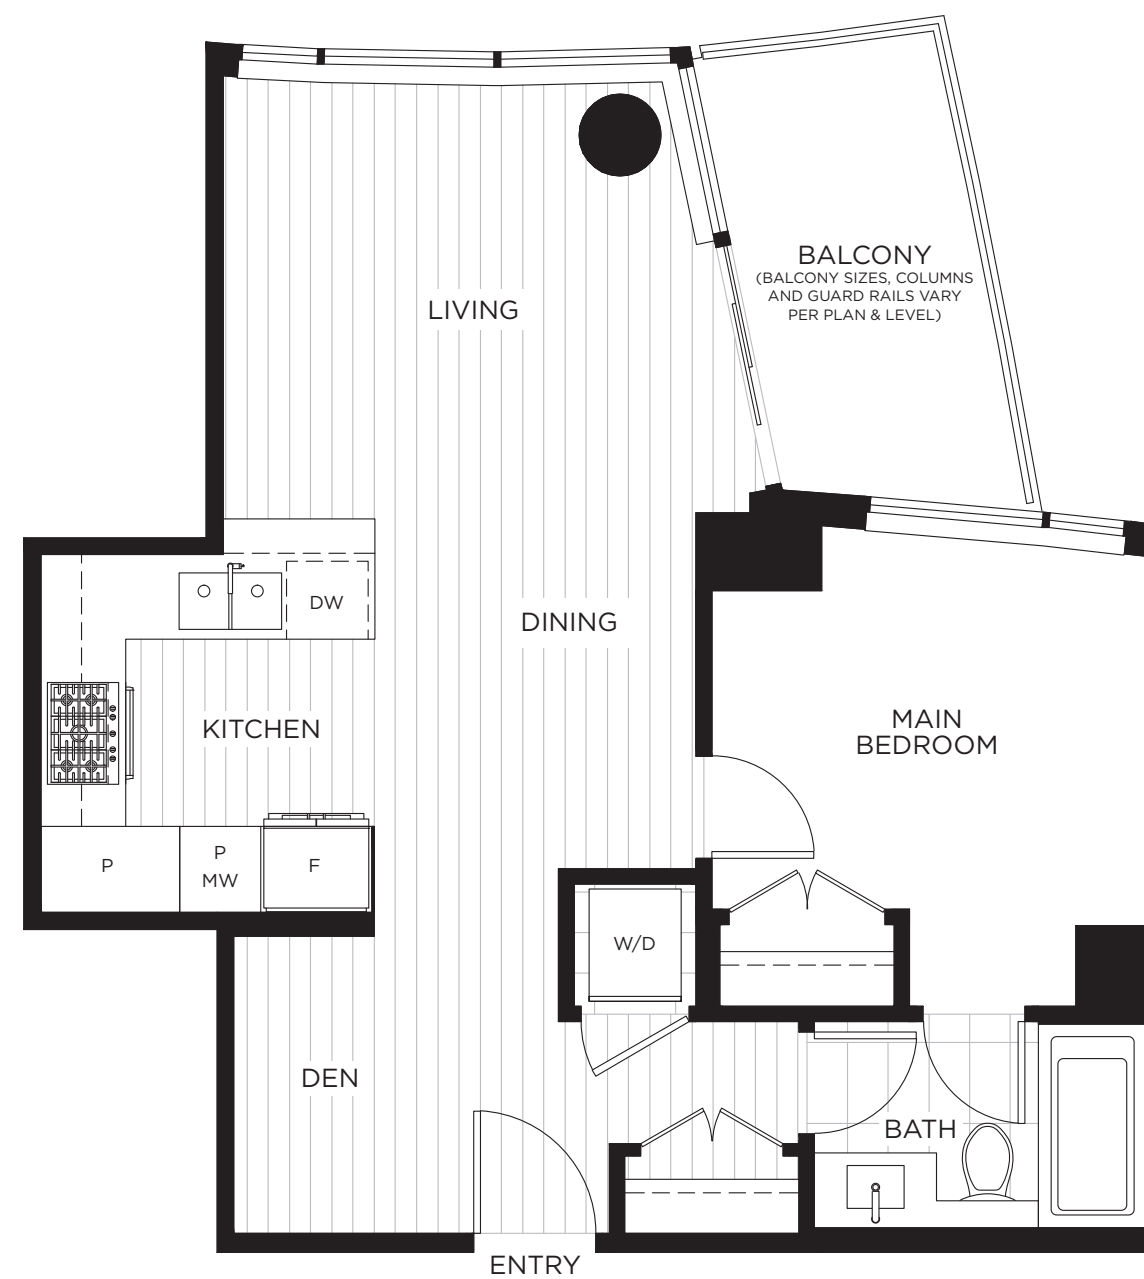 BALCONY
(BALCONY SIZES, COLUMNS
AND GUARD RAILS VARY
PER PLAN & LEVEL)
LIVING
DW
DINING
KITCHEN
MAIN
BEDROOM
P
P
MW
F
W/D
DEN
BATH
ENTRY